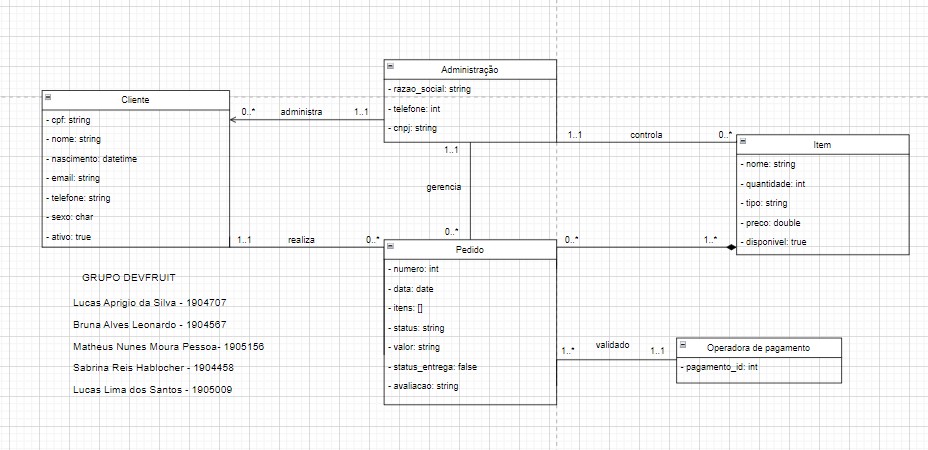 Administração
- razao_social: string
- telefone: int
- cnpj: string
Cliente
- cpf: string
- nome: string
- nascimento: datetime
- email: string
- telefone: string
- sexo: char
- ativo: true
0..* administra 1..1
1..1 controla 0..*
Item
- nome: string
- quantidade: int
- tipo: string
- preco: double
- disponivel: true
1..1
gerencia
0..*
1..1 realiza 0..*
Pedido
- numero: int
- data: date
- itens: []
- status: string
- valor: string
- status_entrega: false
- avaliacao: string
0..* 1..*
1..* validado 1..1
Operadora de pagamento
- pagamento_id: int
GRUPO DEVFRUIT
Lucas Aprigio da Silva - 1904707
Bruna Alves Leonardo - 1904567
Matheus Nunes Moura Pessoa- 1905156
Sabrina Reis Hablocher - 1904458
Lucas Lima dos Santos - 1905009